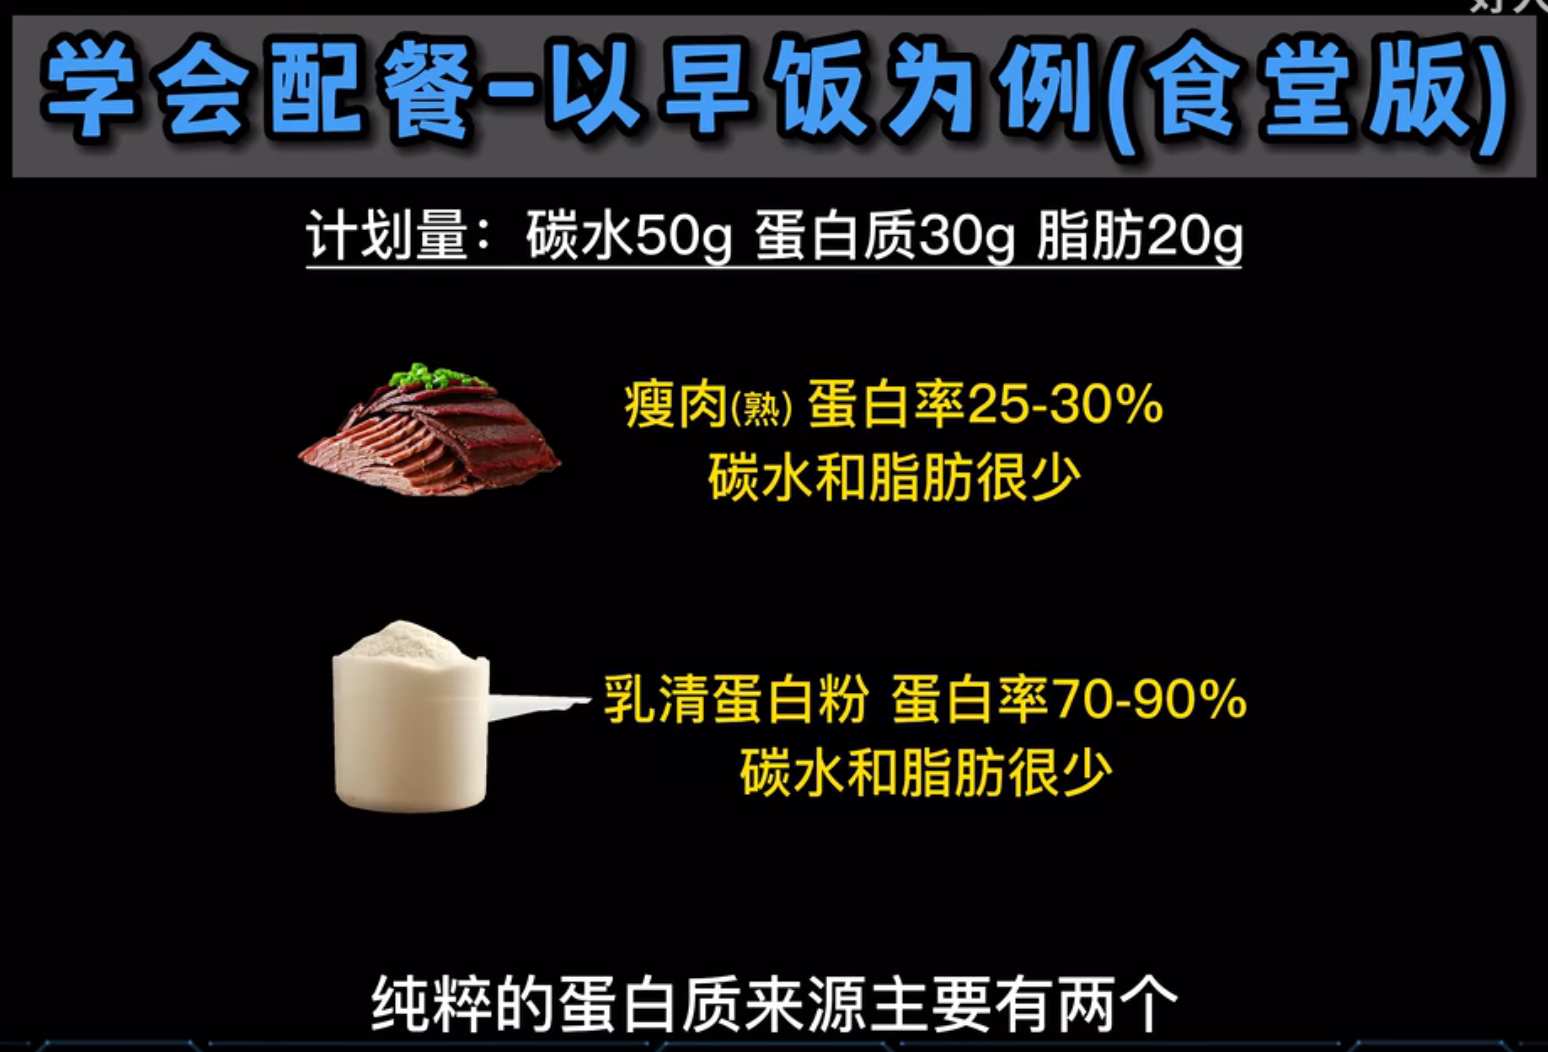 学会配餐-以早饭为例(食堂版)
计划量：碳水50g 蛋白质30g 脂肪20g
瘦肉(熟) 蛋白率25-30%
碳水和脂肪很少
乳清蛋白粉 蛋白率70-90%
碳水和脂肪很少
纯粹的蛋白质来源主要有两个